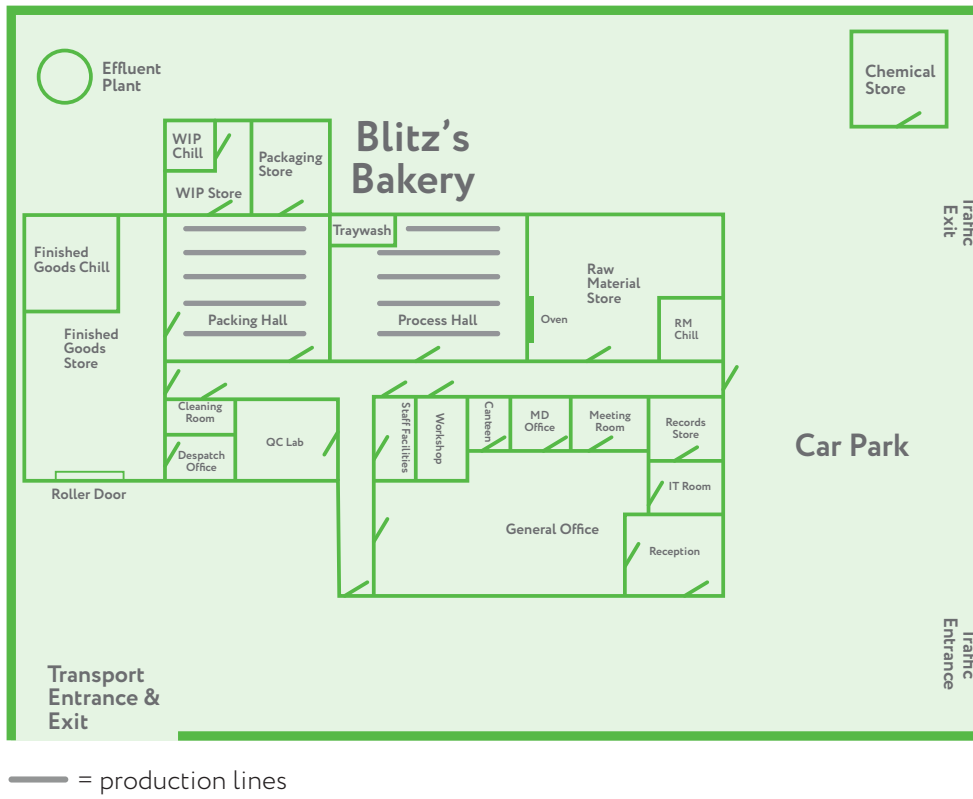 Effluent
Plant
Chemical
Store
Blitz's
Bakery
WIP
Chill
Packaging
Store
WIP Store
Traffic
Exit
Traywash
Finished
Goods Chill
Raw
Material
Store
Packing Hall
Process Hall
Oven
RM
Chill
Finished
Goods
Store
Cleaning
Room
QC Lab
Despatch
Office
Staff Facilities
Workshop
Canteen
MD
Office
Meeting
Room
Records
Store
Car Park
Roller Door
IT Room
General Office
Reception
Traffic
Entrance
Transport
Entrance &
Exit
= production lines